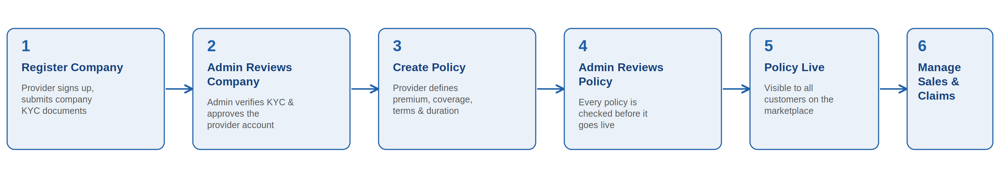 1
Register Company
Provider signs up,
submits company
KYC documents
2
Admin Reviews
Company
Admin verifies KYC &
approves the
provider account
3
Create Policy
Provider defines
premium, coverage,
terms & duration
4
Admin Reviews
Policy
Every policy is
checked before it
goes live
5
Policy Live
Visible to all
customers on the
marketplace
6
Manage
Sales &
Claims